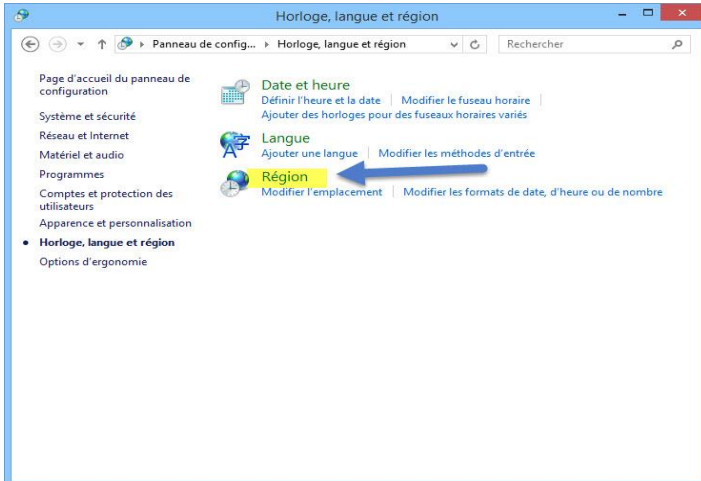 Horloge, langue et région
Panneau de config... Horloge, langue et région Rechercher
Page d'accueil du panneau de
configuration
Système et sécurité
Réseau et Internet
Matériel et audio
Programmes
Comptes et protection des
utilisateurs
Apparence et personnalisation
Horloge, langue et région
Options d'ergonomie
Date et heure
Définir l'heure et la date Modifier le fuseau horaire
Ajouter des horloges pour des fuseaux horaires variés
Langue
Ajouter une langue Modifier les méthodes d'entrée
Région
Modifier l'emplacement Modifier les formats de date, d'heure ou de nombre